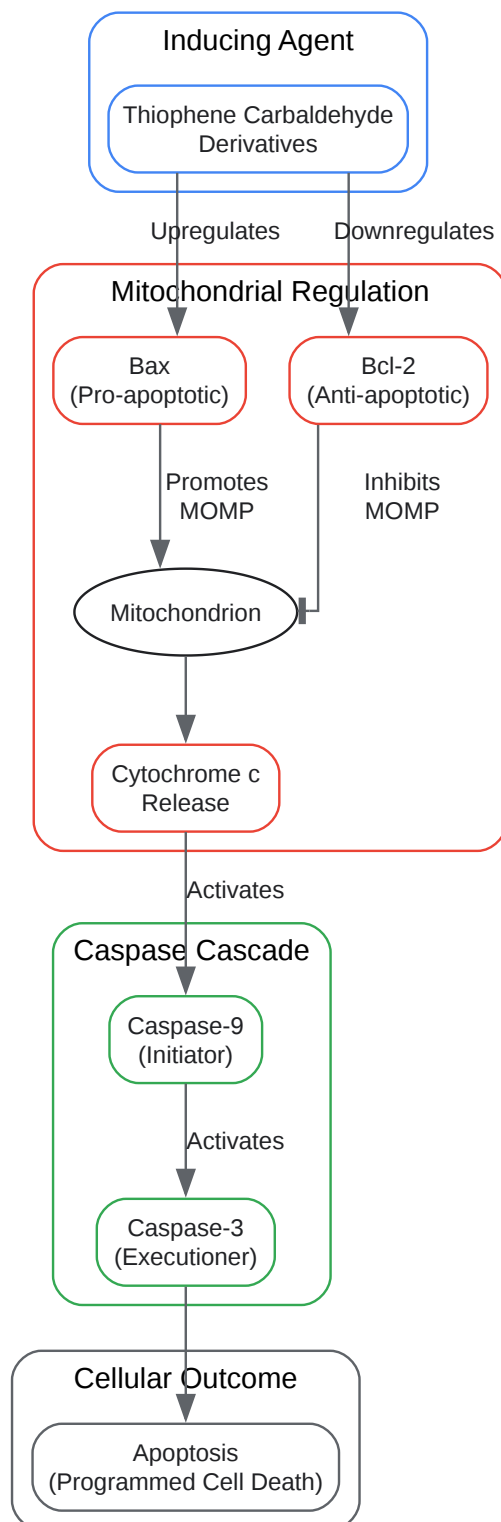 Inducing Agent
Thiophene Carbaldehyde
Derivatives
Upregulates
Downregulates
Mitochondrial Regulation
Bax
(Pro-apoptotic)
Bcl-2
(Anti-apoptotic)
Promotes
MOMP
Inhibits
MOMP
Mitochondrion
Cytochrome c
Release
Activates
Caspase Cascade
Caspase-9
(Initiator)
Activates
Caspase-3
(Executioner)
Cellular Outcome
Apoptosis
(Programmed Cell Death)